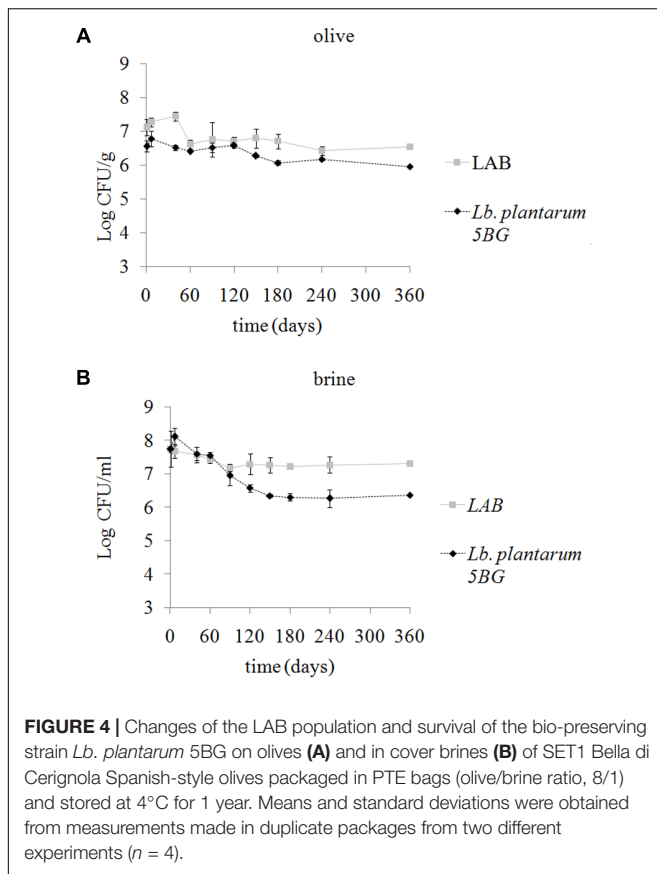 A
olive
Log CFU/g
9
8
7
6
5
4
3
0 60 120 180 240 300 360
time (days)
LAB
Lb. plantarum
5BG
B
brine
Log CFU/ml
9
8
7
6
5
4
3
0 60 120 180 240 300 360
time (days)
LAB
Lb. plantarum
5BG
FIGURE 4 | Changes of the LAB population and survival of the bio-preserving
strain Lb. plantarum 5BG on olives (A) and in cover brines (B) of SET1 Bella di
Cerignola Spanish-style olives packaged in PTE bags (olive/brine ratio, 8/1)
and stored at 4°C for 1 year. Means and standard deviations were obtained
from measurements made in duplicate packages from two different
experiments (n = 4).